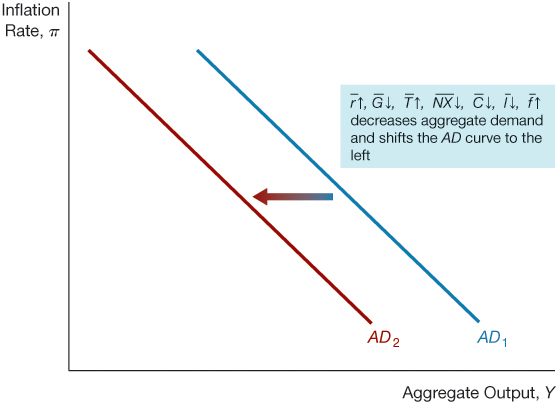 Inflation
Rate, π
r̅↑, G̅↓, T̅↑, N̅X̅↓, C̅↓, I̅↓, f̅↑
decreases aggregate demand
and shifts the AD curve to the
left
AD₂
AD₁
Aggregate Output, Y